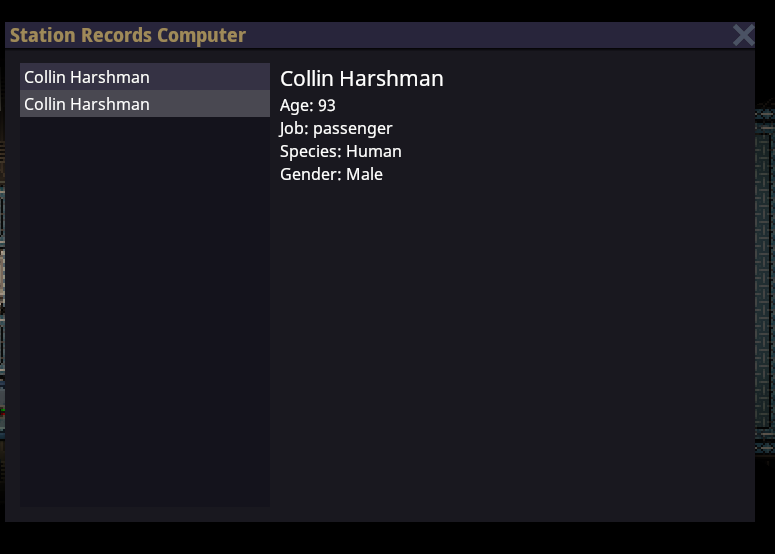 Station Records Computer
Collin Harshman
Collin Harshman
Collin Harshman
Age: 93
Job: passenger
Species: Human
Gender: Male